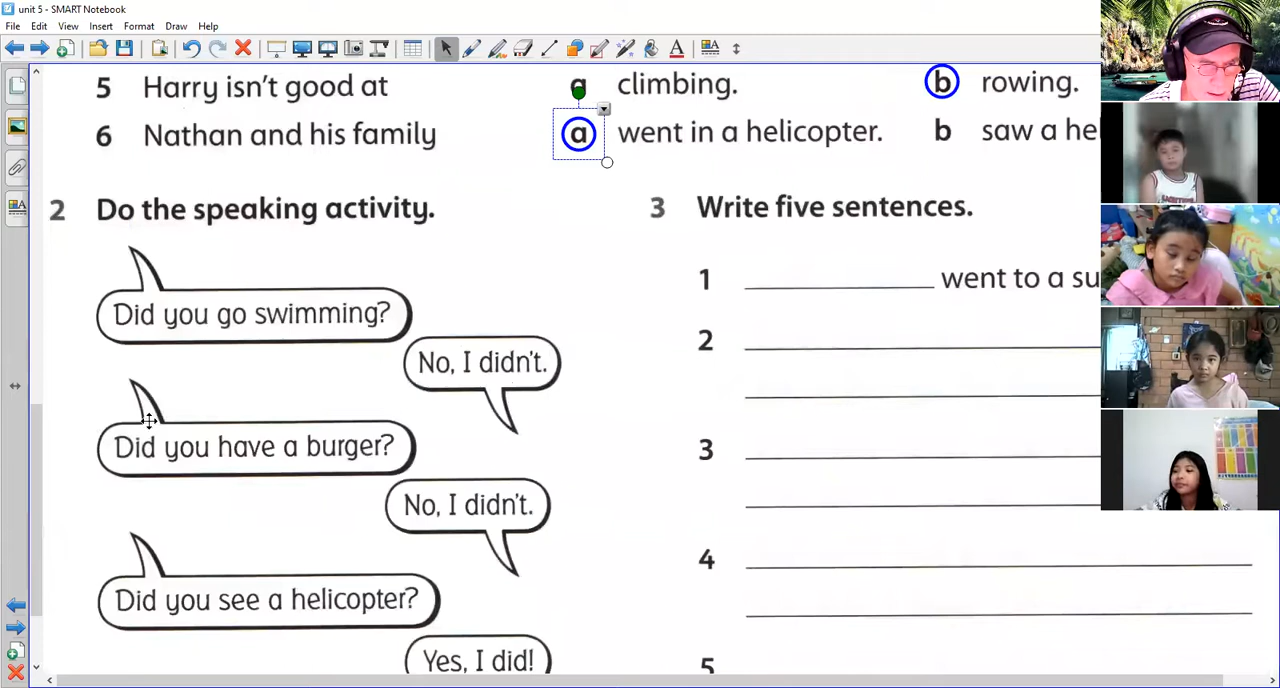 unit 5 - SMART Notebook
File Edit View Insert Format Draw Help
5 Harry isn't good at a climbing. b rowing.
6 Nathan and his family a went in a helicopter. b saw a he
2 Do the speaking activity.
Did you go swimming?
No, I didn't.
Did you have a burger?
No, I didn't.
Did you see a helicopter?
Yes, I did!
3 Write five sentences.
1 went to a su
2
3
4
5